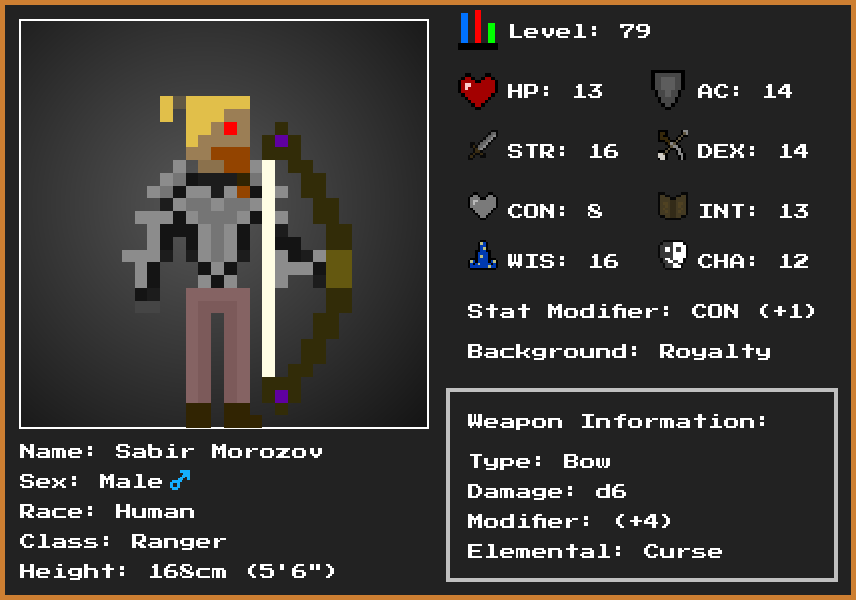 Level: 79
HP: 13
AC: 14
STR: 16
DEX: 14
CON: 8
INT: 13
WIS: 16
CHA: 12
Stat Modifier: CON (+1)
Background: Royalty
Weapon Information:
Type: Bow
Damage: d6
Modifier: (+4)
Elemental: Curse
Name: Sabir Morozov
Sex: Male♂
Race: Human
Class: Ranger
Height: 168cm (5'6")